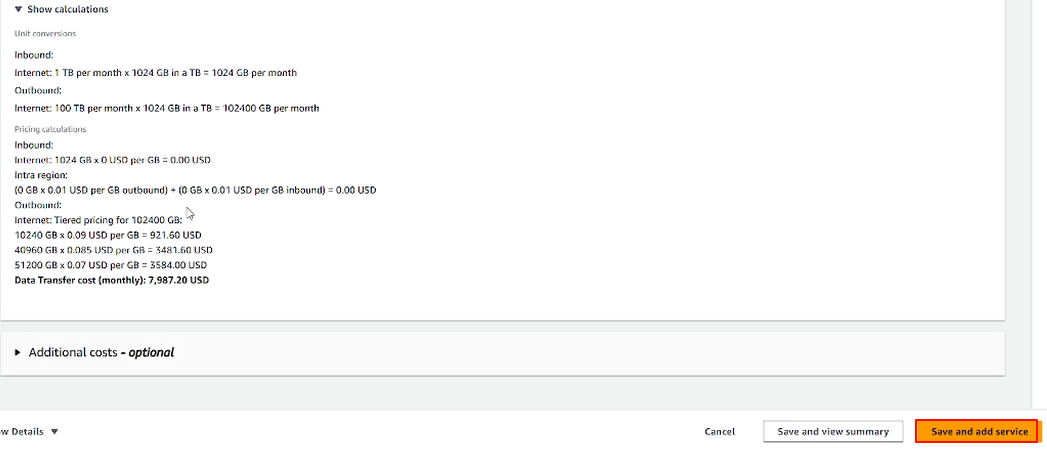 ▼ Show calculations
Unit conversions
Inbound:
Internet: 1 TB per month x 1024 GB in a TB = 1024 GB per month
Outbound:
Internet: 100 TB per month x 1024 GB in a TB = 102400 GB per month
Pricing calculations
Inbound:
Internet: 1024 GB x 0 USD per GB = 0.00 USD
Intra region:
(0 GB x 0.01 USD per GB outbound) + (0 GB x 0.01 USD per GB inbound) = 0.00 USD
Outbound:
Internet: Tiered pricing for 102400 GB:
10240 GB x 0.09 USD per GB = 921.60 USD
40960 GB x 0.085 USD per GB = 3481.60 USD
51200 GB x 0.07 USD per GB = 3584.00 USD
Data Transfer cost (monthly): 7,987.20 USD
▶ Additional costs - optional
w Details ▼
Cancel
Save and view summary
Save and add service